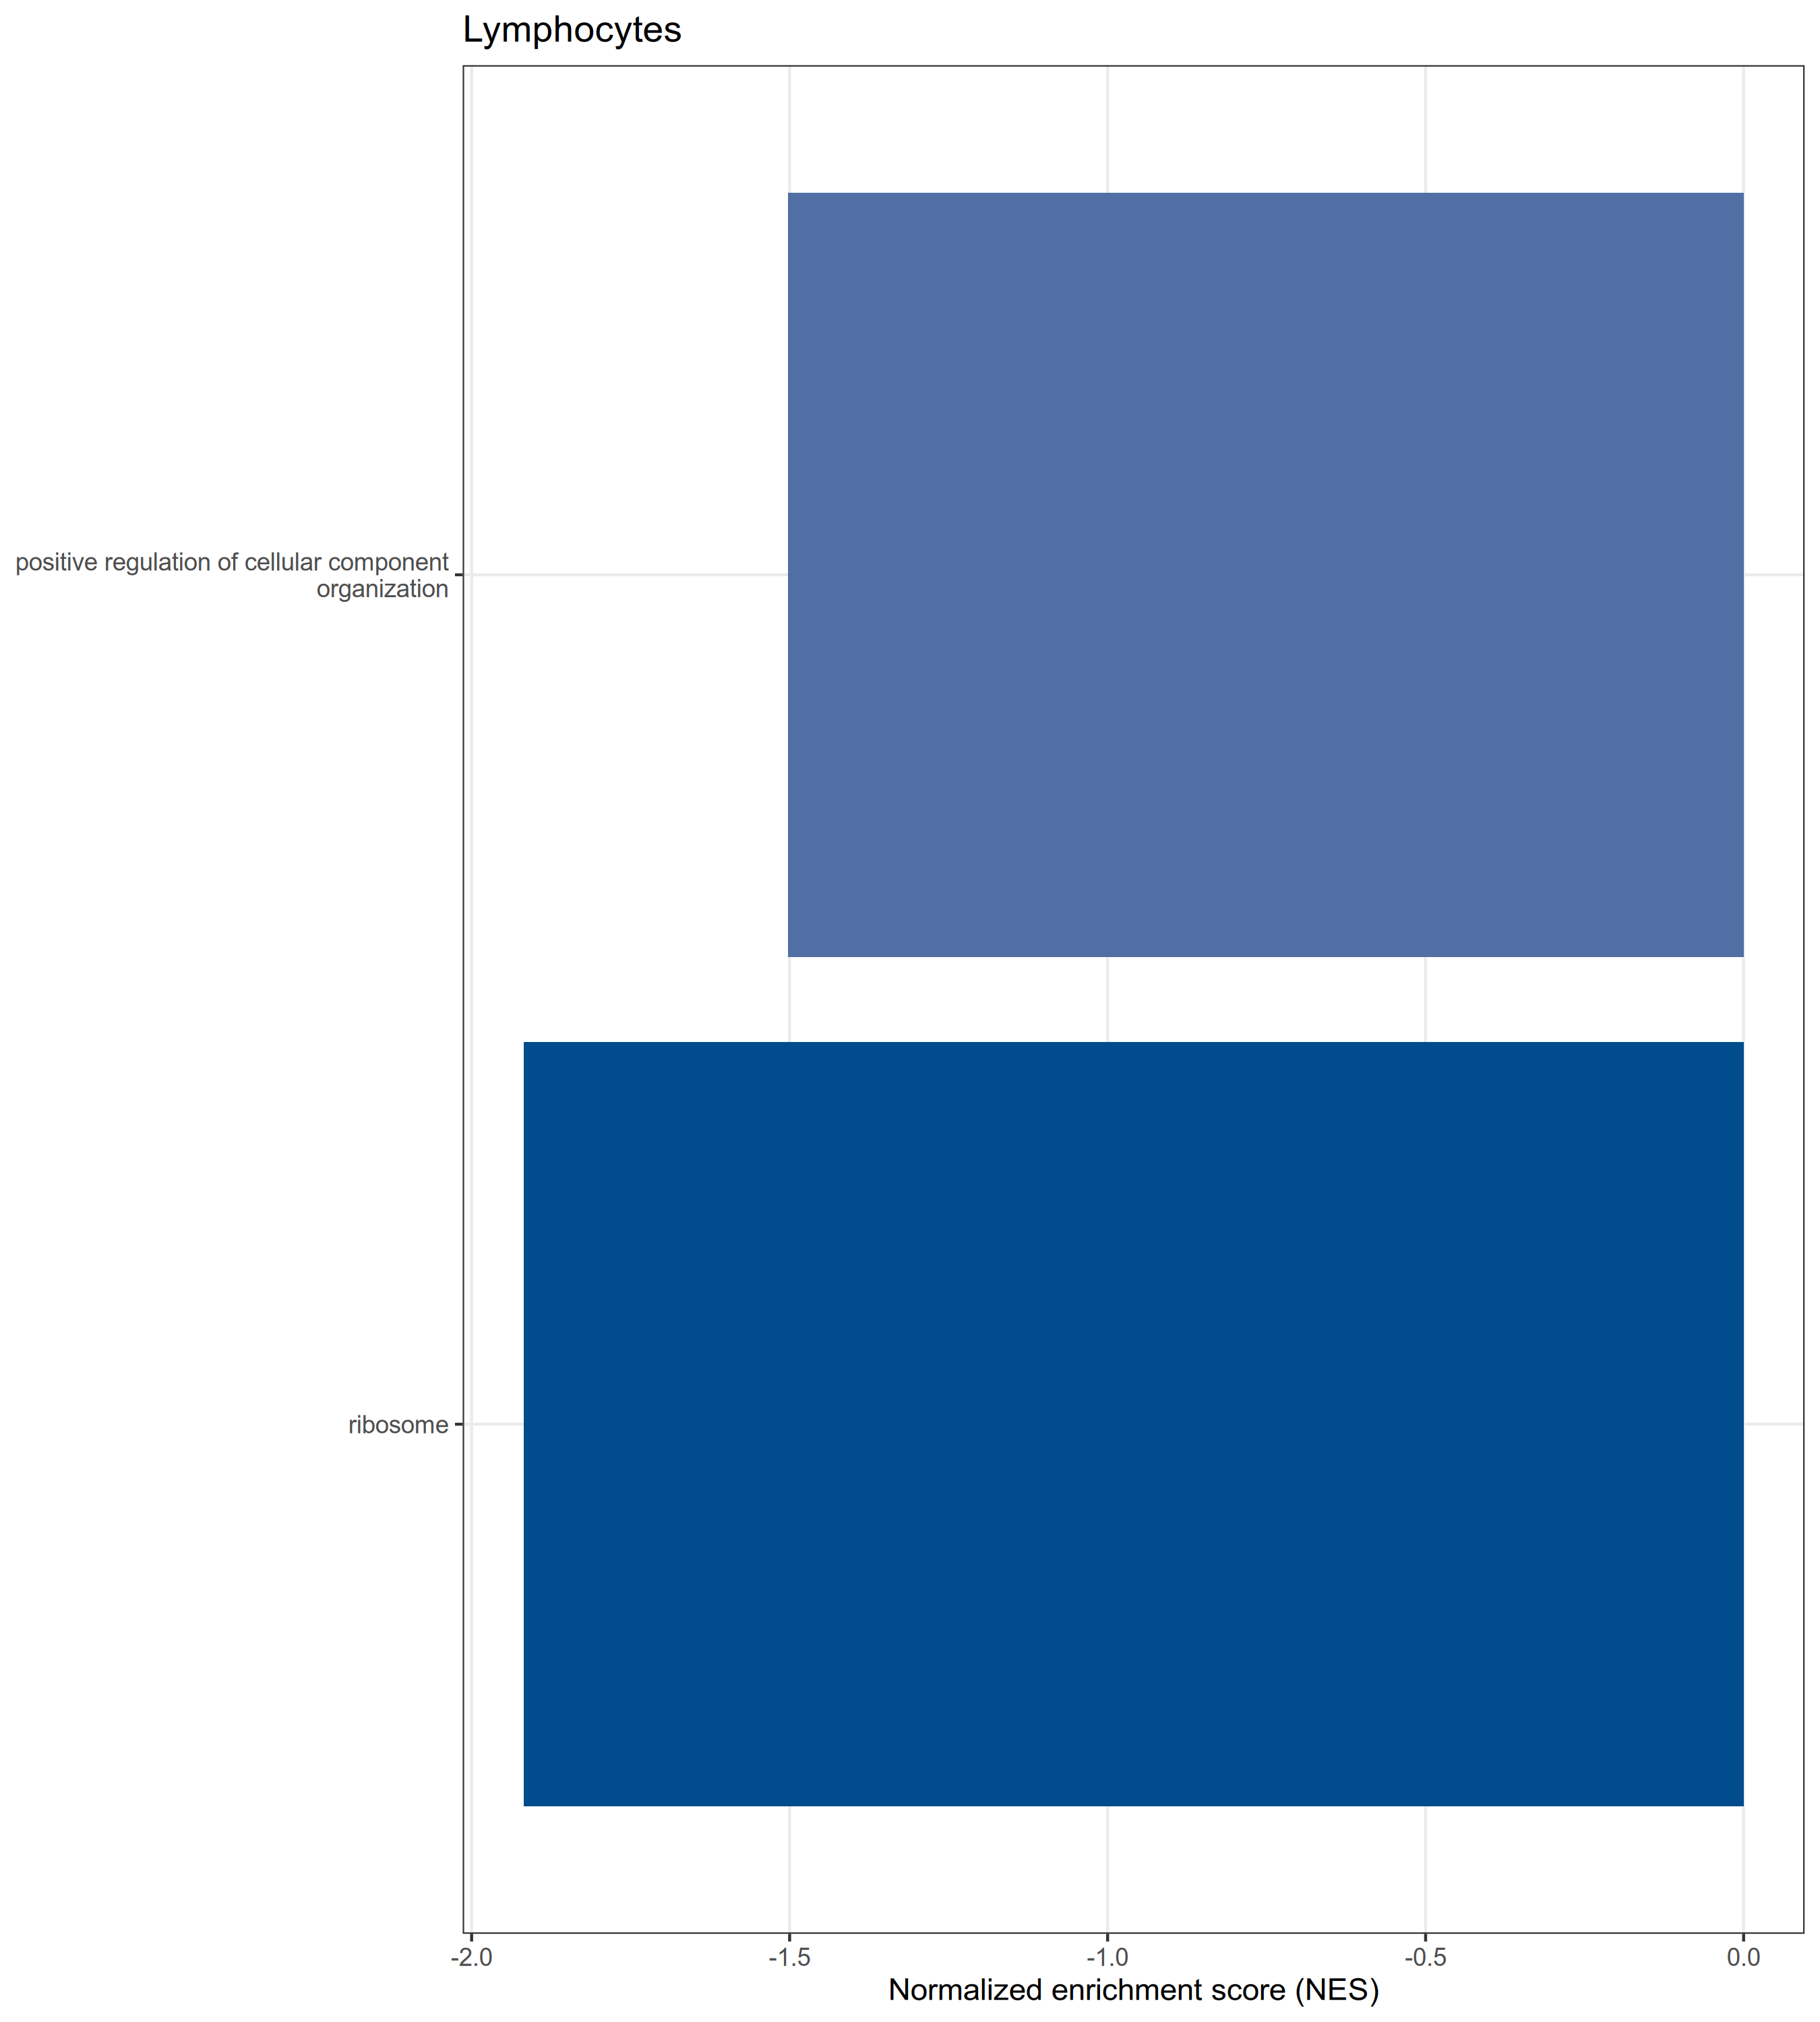 Lymphocytes
positive regulation of cellular component
organization
ribosome
-2.0
-1.5
-1.0
-0.5
0.0
Normalized enrichment score (NES)